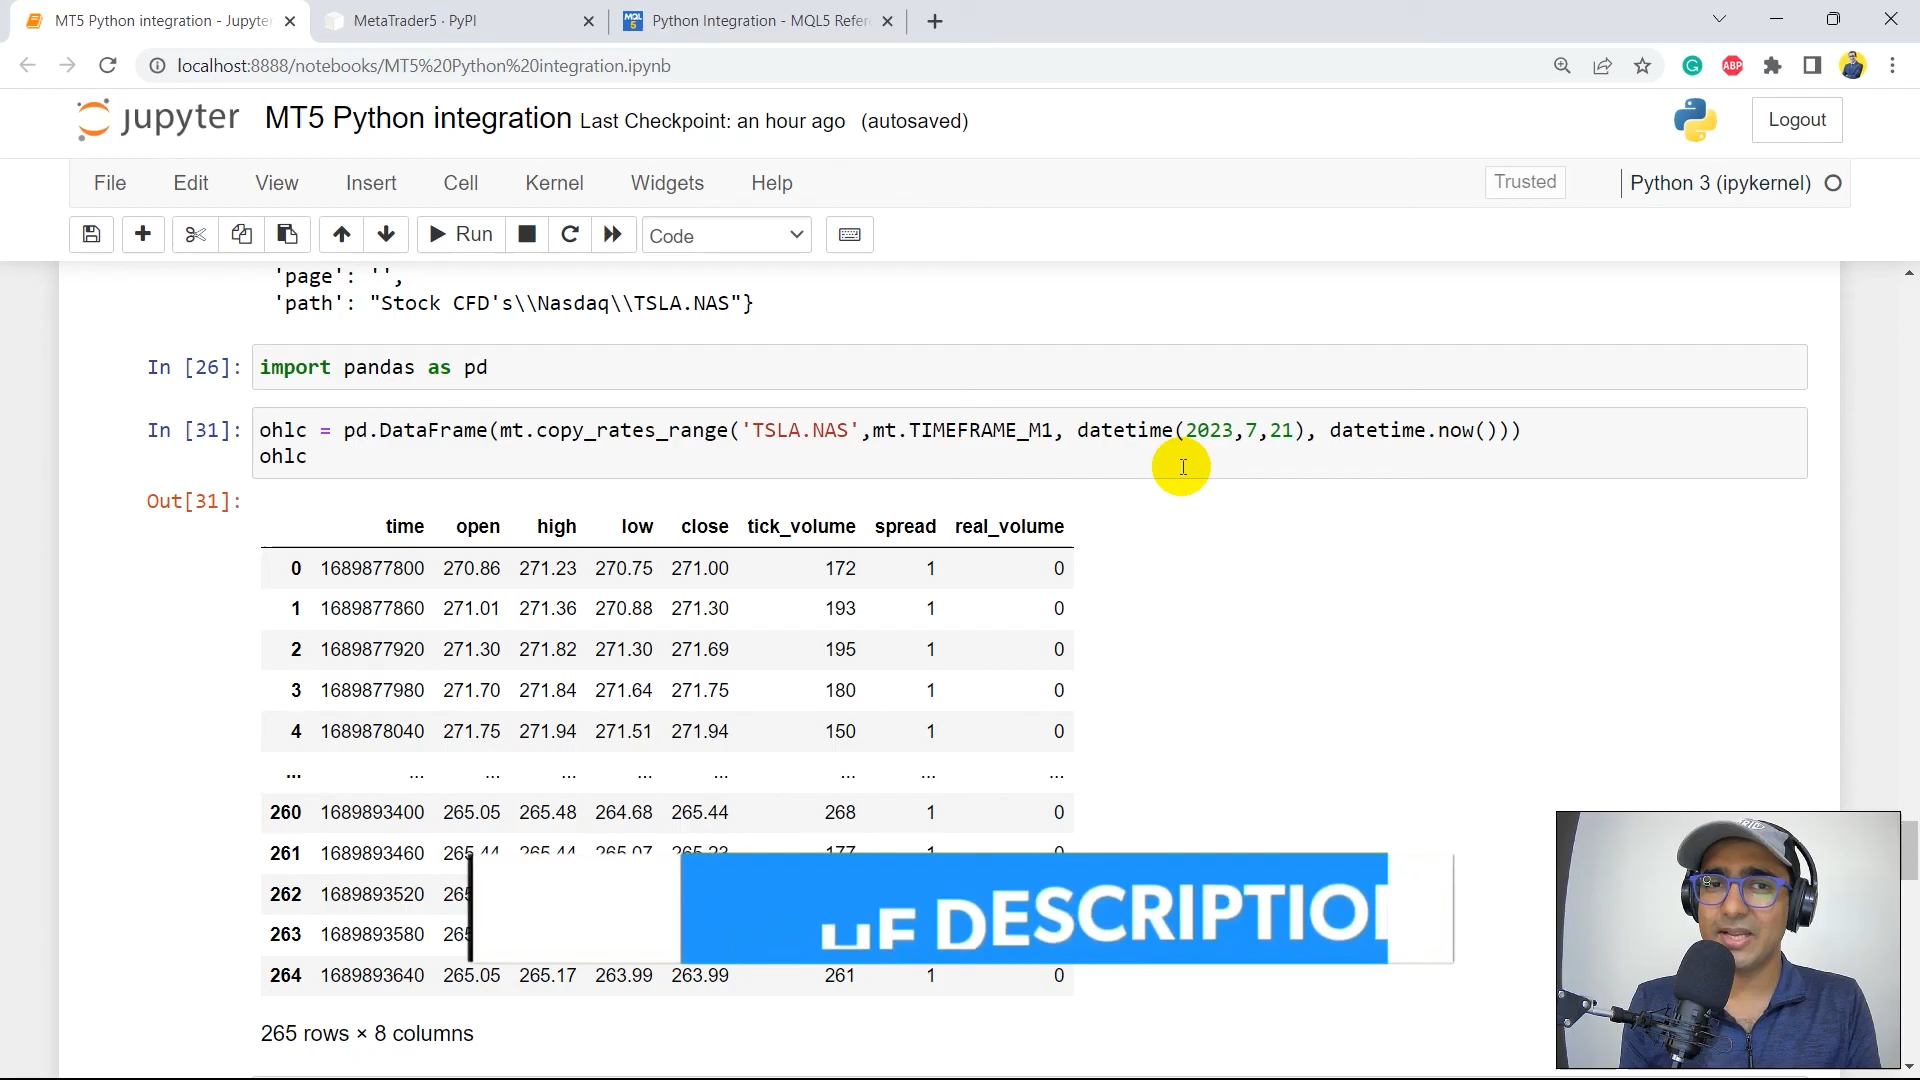 MT5 Python integration - Jupyter
MetaTrader5 · PyPI
Python Integration - MQL5 Refer
localhost:8888/notebooks/MT5%20Python%20integration.ipynb
jupyter MT5 Python integration Last Checkpoint: an hour ago (autosaved)
Logout
File Edit View Insert Cell Kernel Widgets Help
Trusted
Python 3 (ipykernel)
Run
Code
'page': '',
'path': "Stock CFD's\\Nasdaq\\TSLA.NAS"}
In [26]: import pandas as pd
In [31]: ohlc = pd.DataFrame(mt.copy_rates_range('TSLA.NAS',mt.TIMEFRAME_M1, datetime(2023,7,21), datetime.now()))
ohlc
Out[31]:
time open high low close tick_volume spread real_volume
0 1689877800 270.86 271.23 270.75 271.00 172 1 0
1 1689877860 271.01 271.36 270.88 271.30 193 1 0
2 1689877920 271.30 271.82 271.30 271.69 195 1 0
3 1689877980 271.70 271.84 271.64 271.75 180 1 0
4 1689878040 271.75 271.94 271.51 271.94 150 1 0
... ... ... ... ... ... ... ... ...
260 1689893400 265.05 265.48 264.68 265.44 268 1 0
261 1689893460 265.44 265.44 265.07 265.23 177 1 0
262 1689893520
263 1689893580
DESCRIPTION
264 1689893640 265.05 265.17 263.99 263.99 261 1 0
265 rows × 8 columns